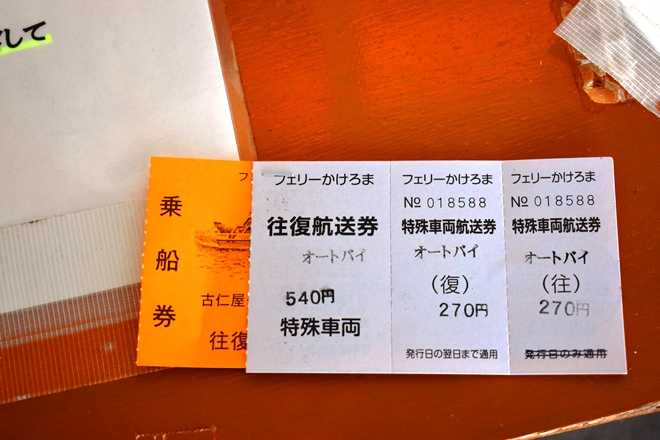 して
乗船券
古仁屋
往復
フェリーかけろま
往復航送券
オートバイ
540円
特殊車両
フェリーかけろま
№ 018588
特殊車両航送券
オートバイ
(復)
270円
発行日の翌日まで通用
フェリーかけろま
№ 018588
特殊車両航送券
オートバイ
(往)
270円
発行日のみ通用